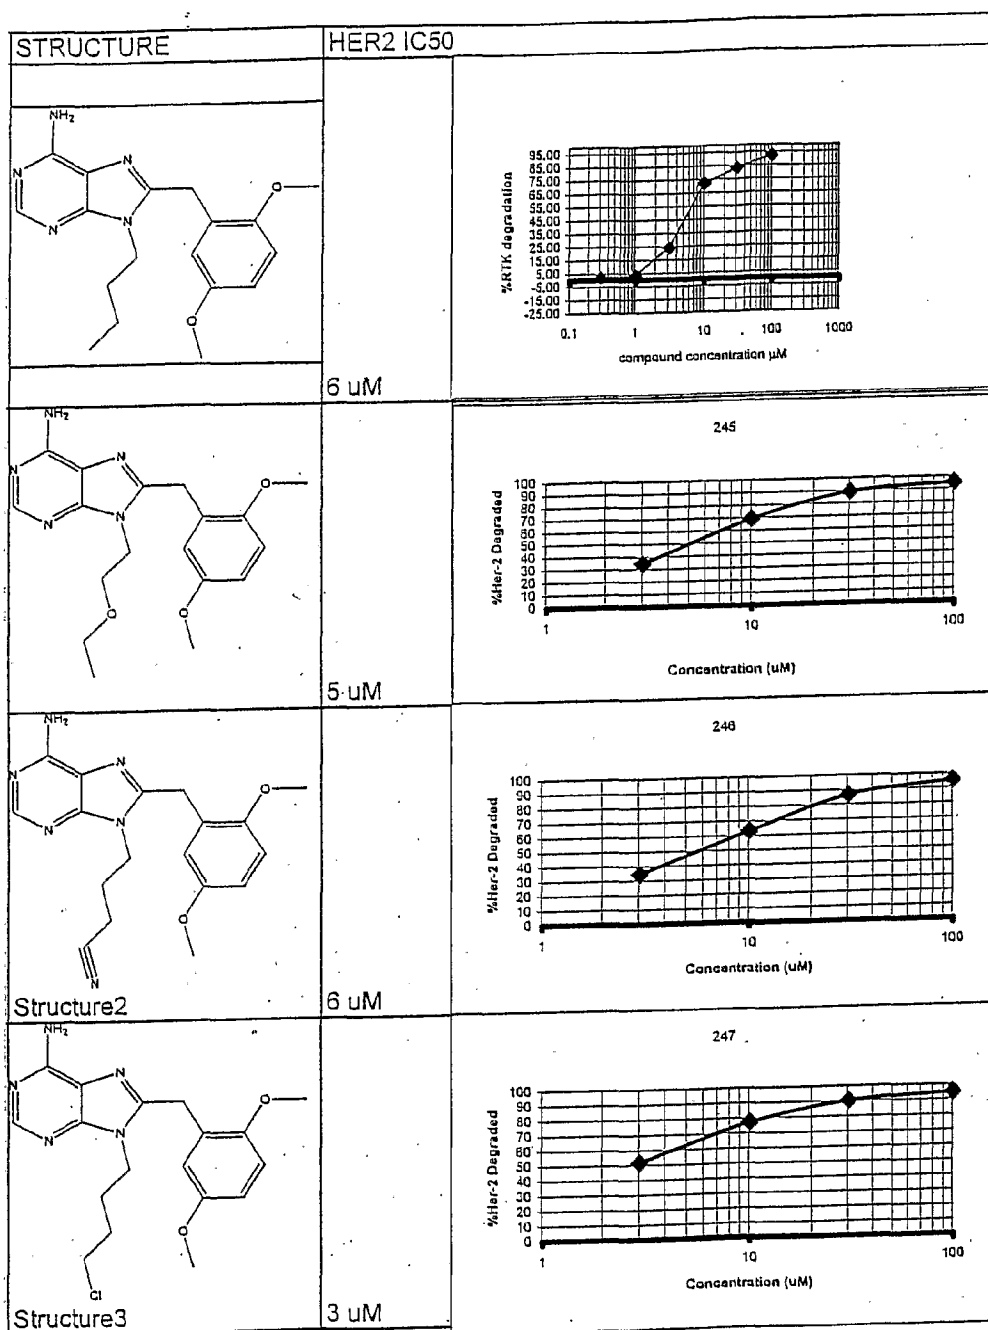 STRUCTURE HER2 IC50
NH2
N
N
N
N
O
O
6 uM
%RTK degradation
95.00
85.00
75.00
65.00
55.00
45.00
35.00
25.00
15.00
5.00
-5.00
-15.00
-25.00
0.1 1 10 100 1000
compound concentration µM
NH2
N
N
N
N
O
O
O
5 uM
245
%Her-2 Degraded
100
90
80
70
60
50
40
30
20
10
0
1 10 100
Concentration (uM)
NH2
N
N
N
N
O
O
N
Structure2
6 uM
246
%Her-2 Degraded
100
90
80
70
60
50
40
30
20
10
0
1 10 100
Concentration (uM)
NH2
N
N
N
N
O
O
Cl
Structure3
3 uM
247
%Her-2 Degraded
100
90
80
70
60
50
40
30
20
10
0
1 10 100
Concentration (uM)